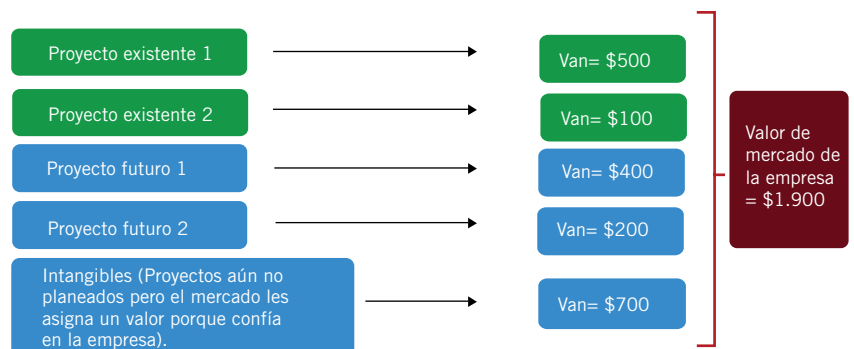 Proyecto existente 1
Van= $500
Proyecto existente 2
Van= $100
Proyecto futuro 1
Van= $400
Proyecto futuro 2
Van= $200
Intangibles (Proyectos aún no
planeados pero el mercado les
asigna un valor porque confía
en la empresa).
Van= $700
Valor de
mercado de
la empresa
= $1.900